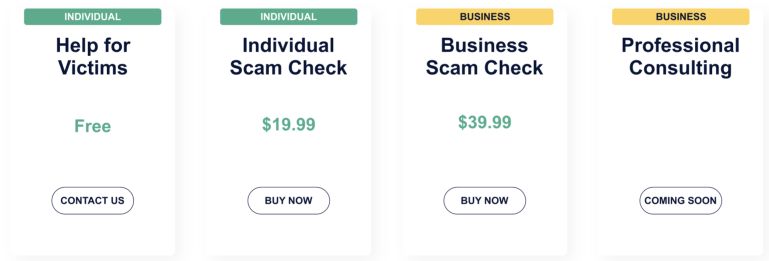 INDIVIDUAL
Help for
Victims
Free
CONTACT US
INDIVIDUAL
Individual
Scam Check
$19.99
BUY NOW
BUSINESS
Business
Scam Check
$39.99
BUY NOW
BUSINESS
Professional
Consulting
COMING SOON